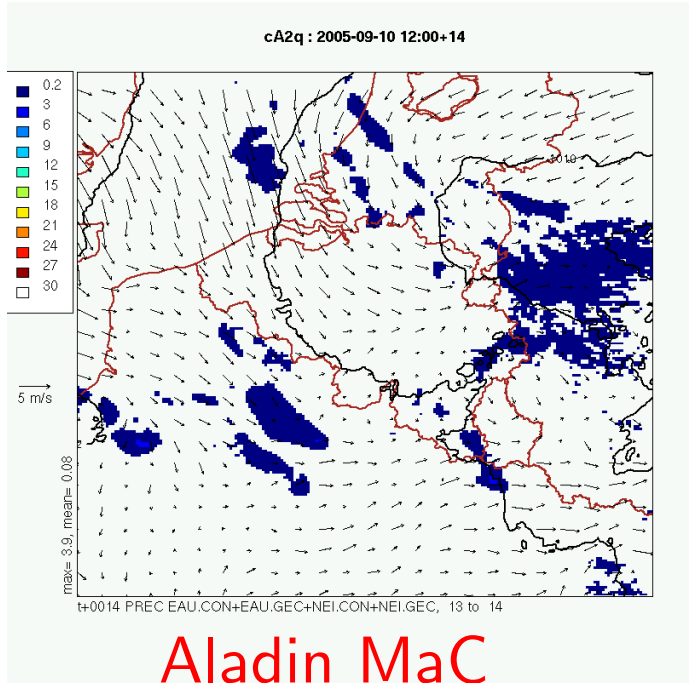 cA2q : 2005-09-10 12:00+14
0.2
3
6
9
12
15
18
21
24
27
30
1010
5 m/s
max= 3.9, mean= 0.08
t+0014 PREC EAU.CON+EAU.GEC+NEI.CON+NEI.GEC, 13 to 14
Aladin MaC